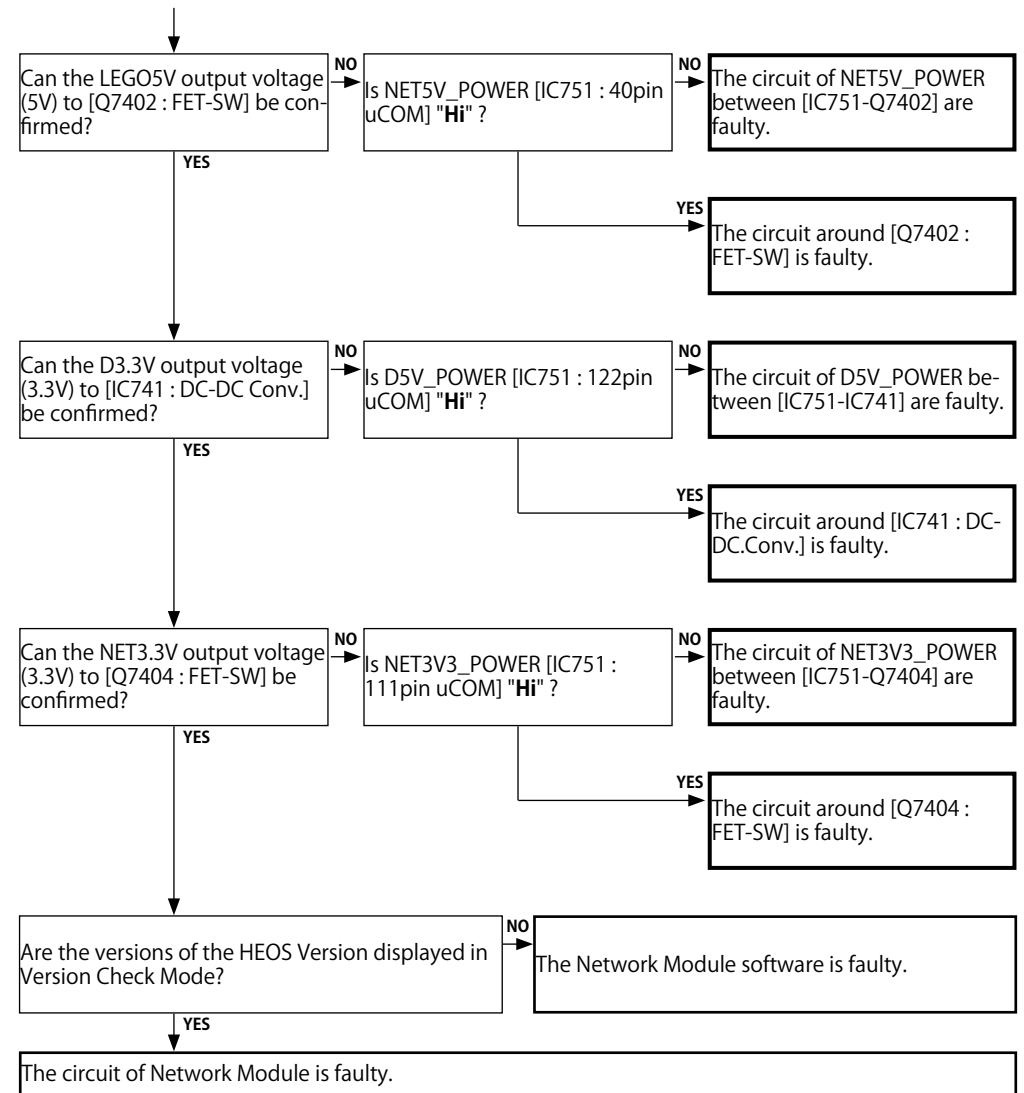 Can the LEGO5V output voltage
(5V) to [Q7402 : FET-SW] be con-
firmed?
NO
Is NET5V_POWER [IC751 : 40pin
uCOM] "Hi" ?
NO
The circuit of NET5V_POWER
between [IC751-Q7402] are
faulty.
YES
YES
The circuit around [Q7402 :
FET-SW] is faulty.
Can the D3.3V output voltage
(3.3V) to [IC741 : DC-DC Conv.]
be confirmed?
NO
Is D5V_POWER [IC751 : 122pin
uCOM] "Hi" ?
NO
The circuit of D5V_POWER be-
tween [IC751-IC741] are faulty.
YES
YES
The circuit around [IC741 : DC-
DC.Conv.] is faulty.
Can the NET3.3V output voltage
(3.3V) to [Q7404 : FET-SW] be
confirmed?
NO
Is NET3V3_POWER [IC751 :
111pin uCOM] "Hi" ?
NO
The circuit of NET3V3_POWER
between [IC751-Q7404] are
faulty.
YES
YES
The circuit around [Q7404 :
FET-SW] is faulty.
Are the versions of the HEOS Version displayed in
Version Check Mode?
NO
The Network Module software is faulty.
YES
The circuit of Network Module is faulty.